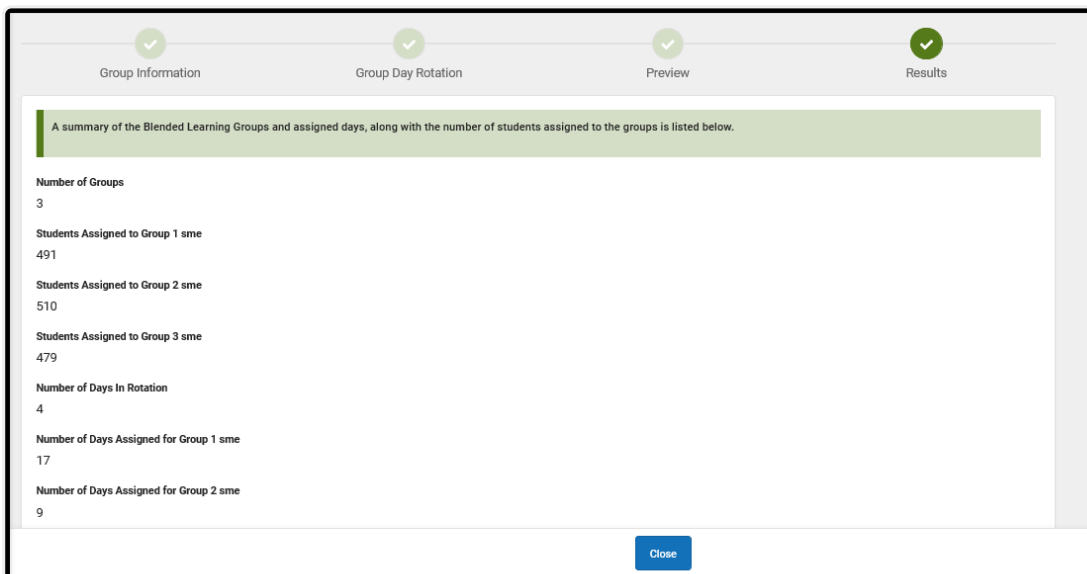 Group Information
Group Day Rotation
Preview
Results
A summary of the Blended Learning Groups and assigned days, along with the number of students assigned to the groups is listed below.
Number of Groups
3
Students Assigned to Group 1 sme
491
Students Assigned to Group 2 sme
510
Students Assigned to Group 3 sme
479
Number of Days In Rotation
4
Number of Days Assigned for Group 1 sme
17
Number of Days Assigned for Group 2 sme
9
Close